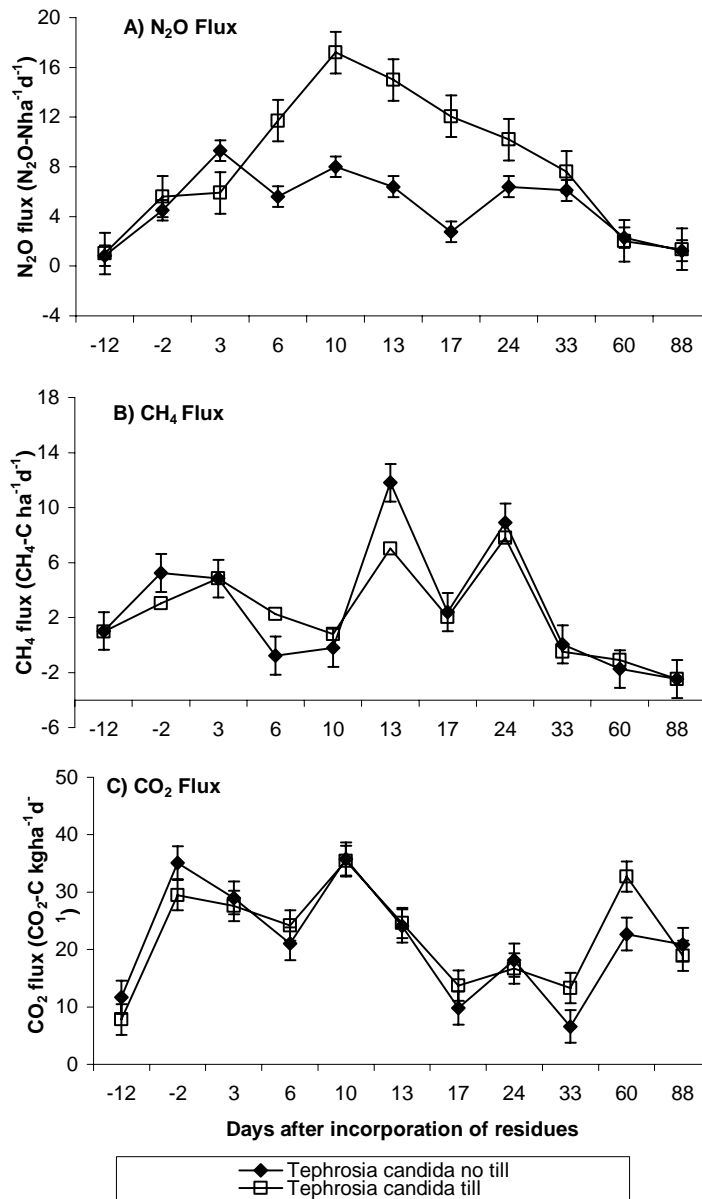 A) N₂O Flux
N₂O flux (N₂O-Nha⁻¹d⁻¹)
20
16
12
8
4
0
-4
-12 -2 3 6 10 13 17 24 33 60 88
B) CH₄ Flux
CH₄ flux (CH₄-C ha⁻¹d⁻¹)
18
14
10
6
2
-2
-6
-12 -2 3 6 10 13 17 24 33 60 88
C) CO₂ Flux
CO₂ flux (CO₂-C kgha⁻¹d⁻
¹)
50
40
30
20
10
0
-12 -2 3 6 10 13 17 24 33 60 88
Days after incorporation of residues
Tephrosia candida no till
Tephrosia candida till